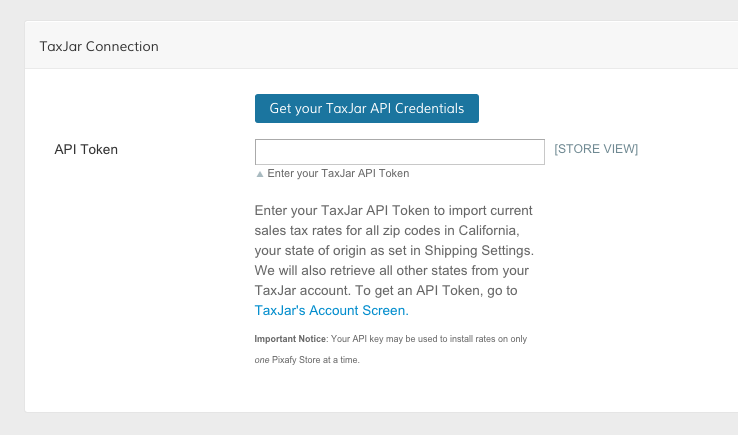 TaxJar Connection
Get your TaxJar API Credentials
API Token
[STORE VIEW]
Enter your TaxJar API Token
Enter your TaxJar API Token to import current
sales tax rates for all zip codes in California,
your state of origin as set in Shipping Settings.
We will also retrieve all other states from your
TaxJar account. To get an API Token, go to
TaxJar's Account Screen.
Important Notice: Your API key may be used to install rates on only
one Pixafy Store at a time.